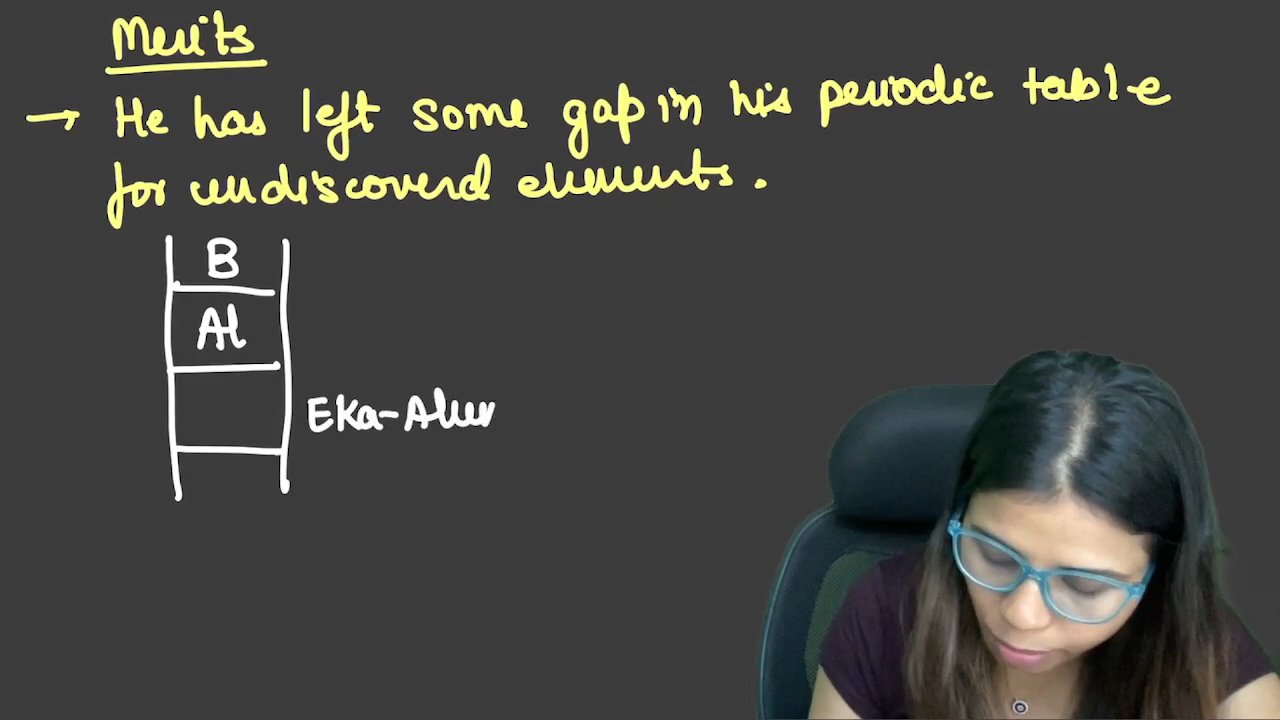 Merits
→ He has left some gap in his periodic table
for undiscoverd elements.
B
Al
Eka-Alum